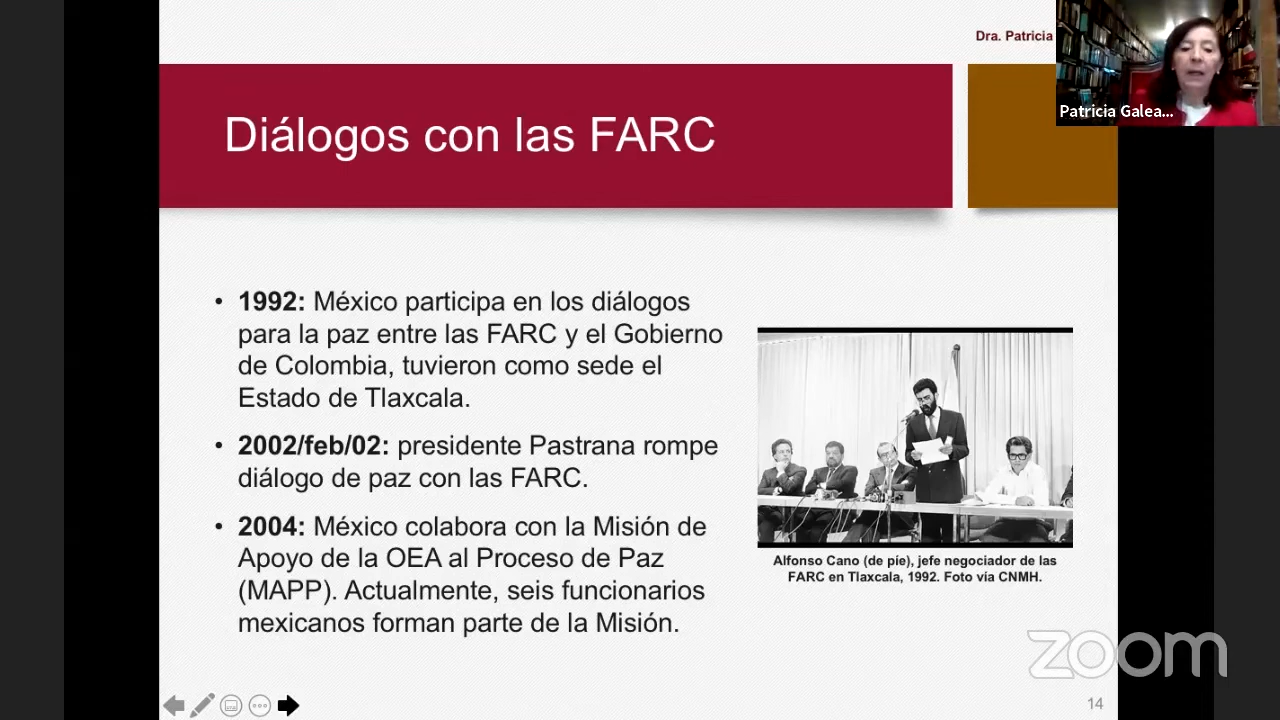 Dra. Patricia
Patricia Galea...
Diálogos con las FARC
• 1992: México participa en los diálogos
para la paz entre las FARC y el Gobierno
de Colombia, tuvieron como sede el
Estado de Tlaxcala.
• 2002/feb/02: presidente Pastrana rompe
diálogo de paz con las FARC.
• 2004: México colabora con la Misión de
Apoyo de la OEA al Proceso de Paz
(MAPP). Actualmente, seis funcionarios
mexicanos forman parte de la Misión.
Alfonso Cano (de pie), jefe negociador de las
FARC en Tlaxcala, 1992. Foto vía CNMH.
zoom
14